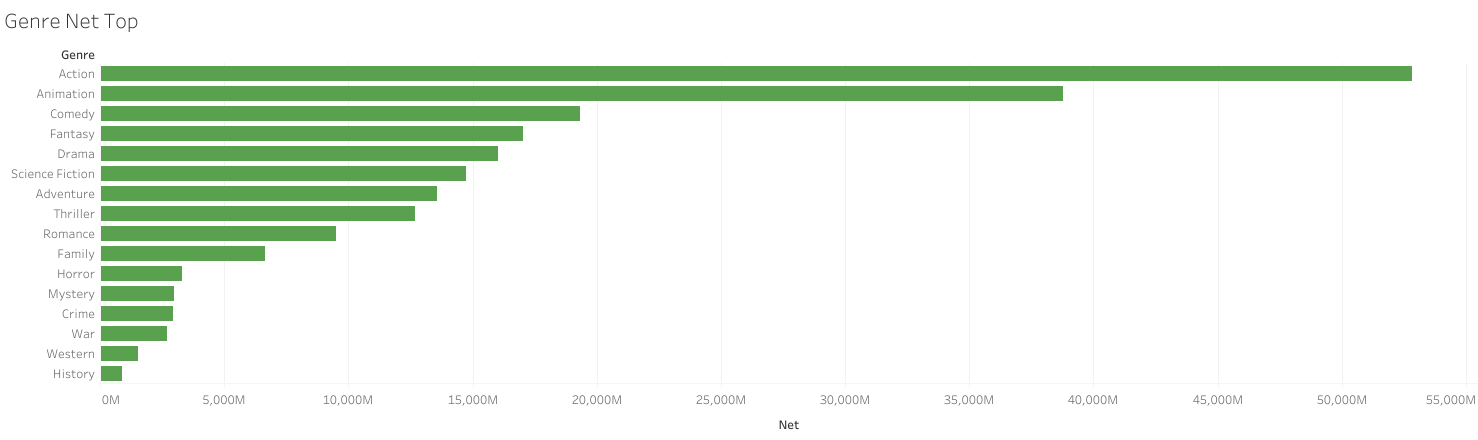 Genre Net Top
Genre
Action
Animation
Comedy
Fantasy
Drama
Science Fiction
Adventure
Thriller
Romance
Family
Horror
Mystery
Crime
War
Western
History
0M 5,000M 10,000M 15,000M 20,000M 25,000M 30,000M 35,000M 40,000M 45,000M 50,000M 55,000M
Net